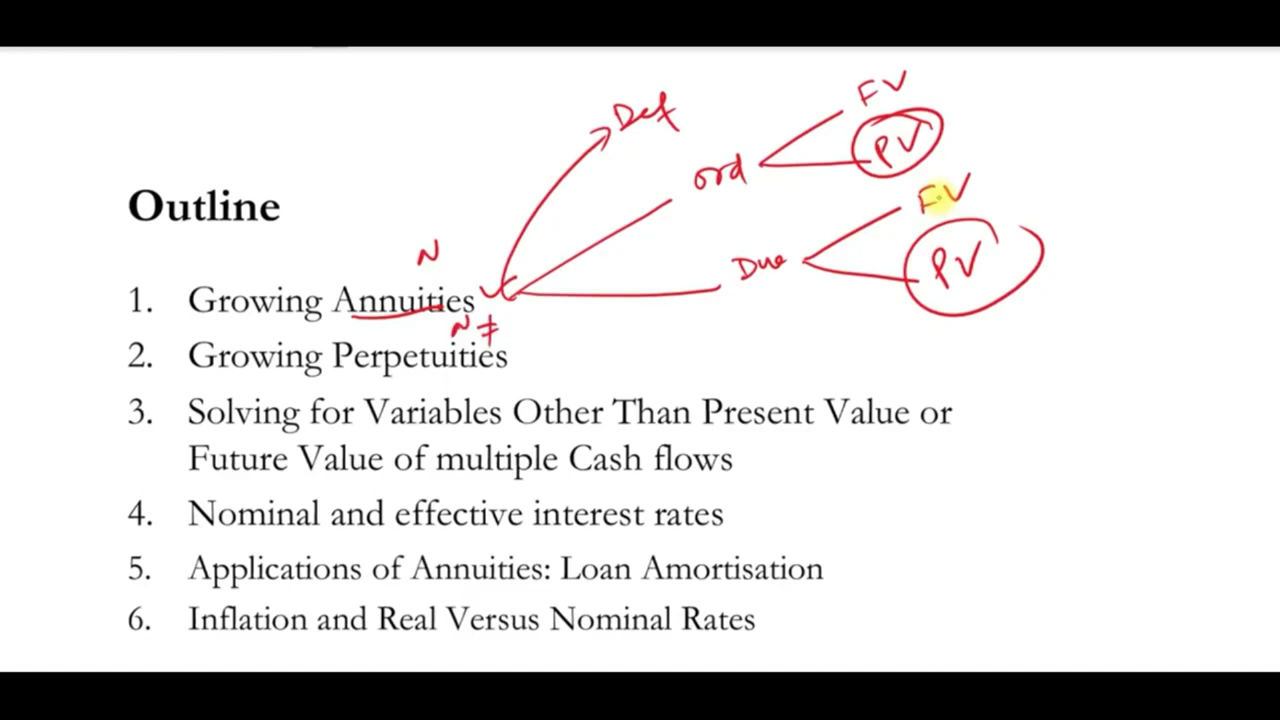 Def
FV
PV
ord
Outline
FV
Due
PV
N
1. Growing Annuities
N ≠
2. Growing Perpetuities
3. Solving for Variables Other Than Present Value or
Future Value of multiple Cash flows
4. Nominal and effective interest rates
5. Applications of Annuities: Loan Amortisation
6. Inflation and Real Versus Nominal Rates